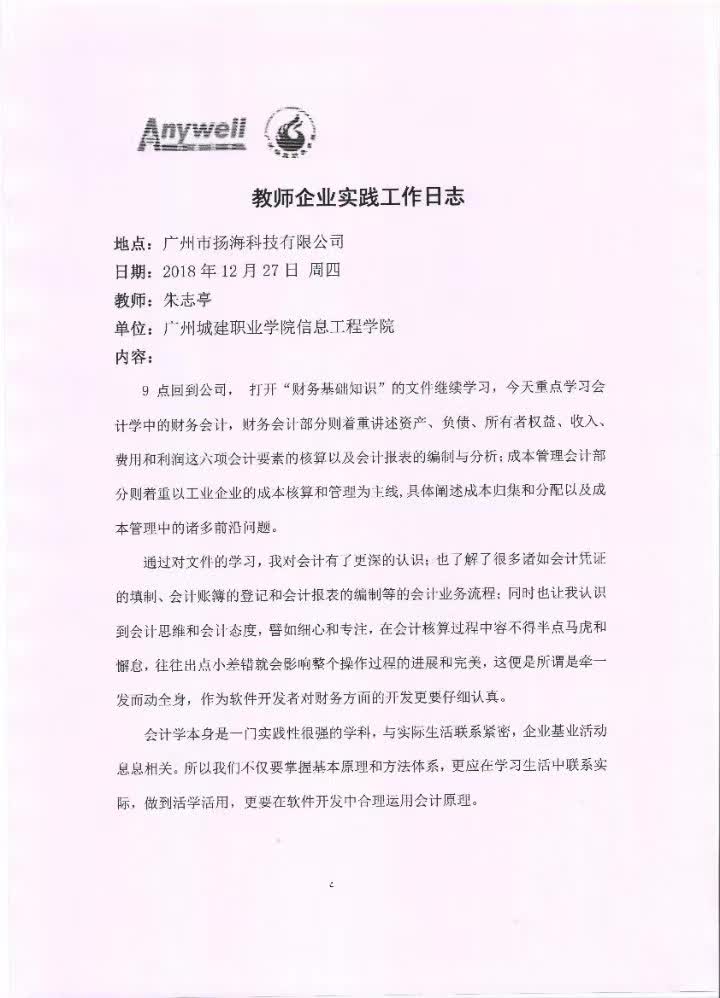 Anywell
教师企业实践工作日志
地点：广州市扬海科技有限公司
日期：2018 年 12 月 27 日 周四
教师：朱志亭
单位：广州城建职业学院信息工程学院
内容：
9 点回到公司， 打开“财务基础知识”的文件继续学习，今天重点学习会
计学中的财务会计，财务会计部分则着重讲述资产、负债、所有者权益、收入、
费用和利润这六项会计要素的核算以及会计报表的编制与分析；成本管理会计部
分则着重以工业企业的成本核算和管理为主线,具体阐述成本归集和分配以及成
本管理中的诸多前沿问题。
通过对文件的学习，我对会计有了更深的认识；也了解了很多诸如会计凭证
的填制、会计账簿的登记和会计报表的编制等的会计业务流程；同时也让我认识
到会计思维和会计态度，譬如细心和专注，在会计核算过程中容不得半点马虎和
懈怠，往往出点小差错就会影响整个操作过程的进展和完美，这便是所谓是牵一
发而动全身，作为软件开发者对财务方面的开发更要仔细认真。
会计学本身是一门实践性很强的学科，与实际生活联系紧密，企业基业活动
息息相关。所以我们不仅要掌握基本原理和方法体系，更应在学习生活中联系实
际，做到活学活用，更要在软件开发中合理运用会计原理。